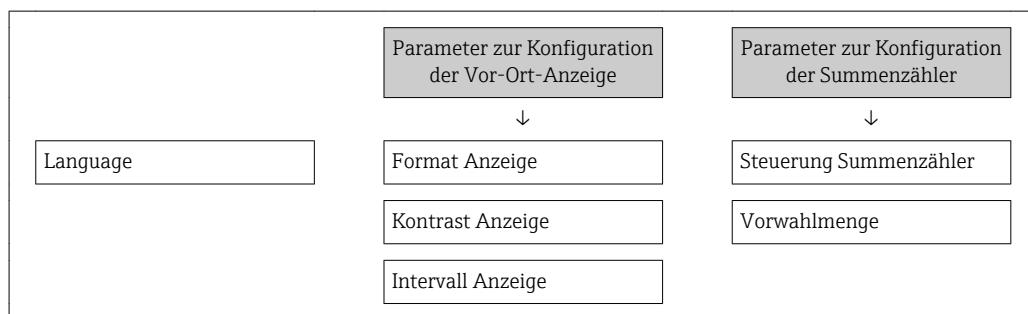 Parameter zur Konfiguration
der Vor-Ort-Anzeige
Parameter zur Konfiguration
der Summenzähler
↓
↓
Language
Format Anzeige
Steuerung Summenzähler
Kontrast Anzeige
Vorwahlmenge
Intervall Anzeige